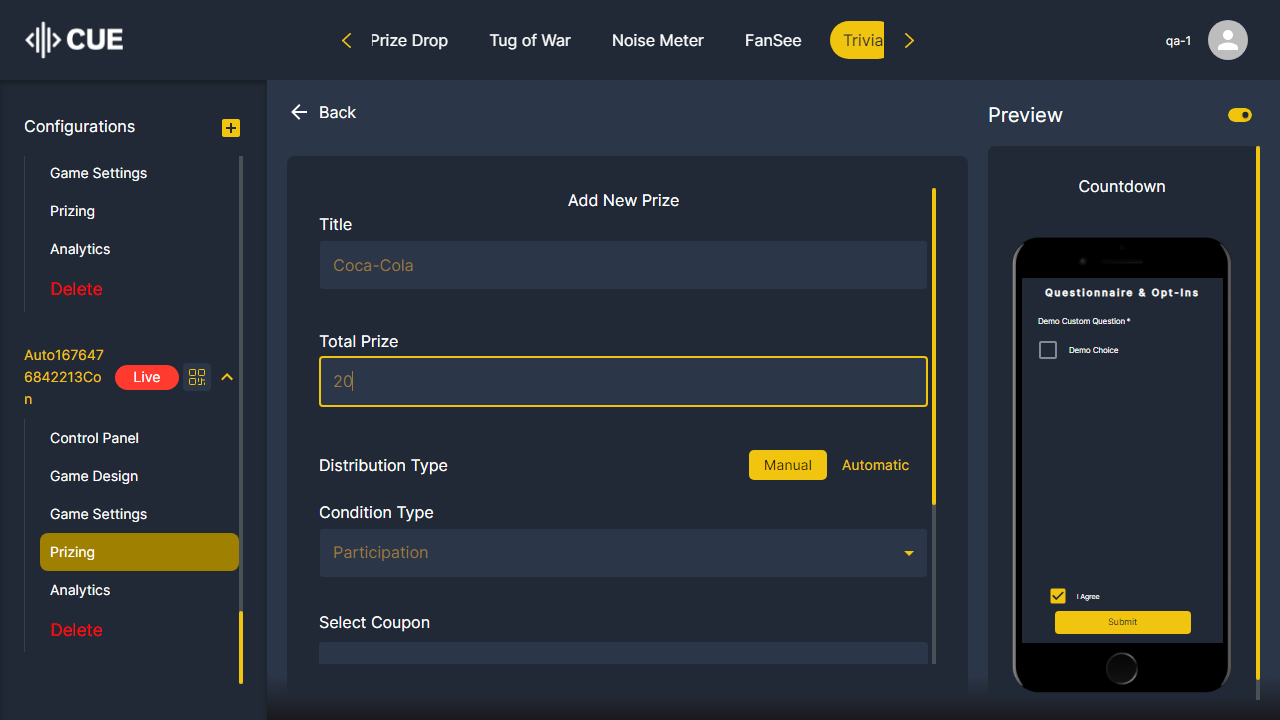 CUE
Prize Drop
Tug of War
Noise Meter
FanSee
Trivia
qa-1
Configurations
Game Settings
Prizing
Analytics
Delete
Auto167647
6842213Co
n
Live
Control Panel
Game Design
Game Settings
Prizing
Analytics
Delete
Back
Add New Prize
Title
Coca-Cola
Total Prize
20
Distribution Type
Manual
Automatic
Condition Type
Participation
Select Coupon
Preview
Countdown
Questionnaire & Opt-Ins
Demo Custom Question *
Demo Choice
I Agree
Submit